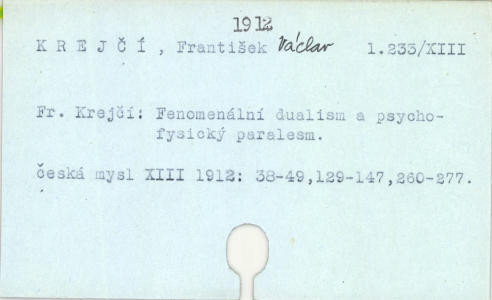 1912
K R E J Č Í , František Václav 1.233/XIII
Fr. Krejčí: Fenomenální dualism a psycho-
fysický paralesm.
česká mysl XIII 1912: 38-49,129-147,260-277.